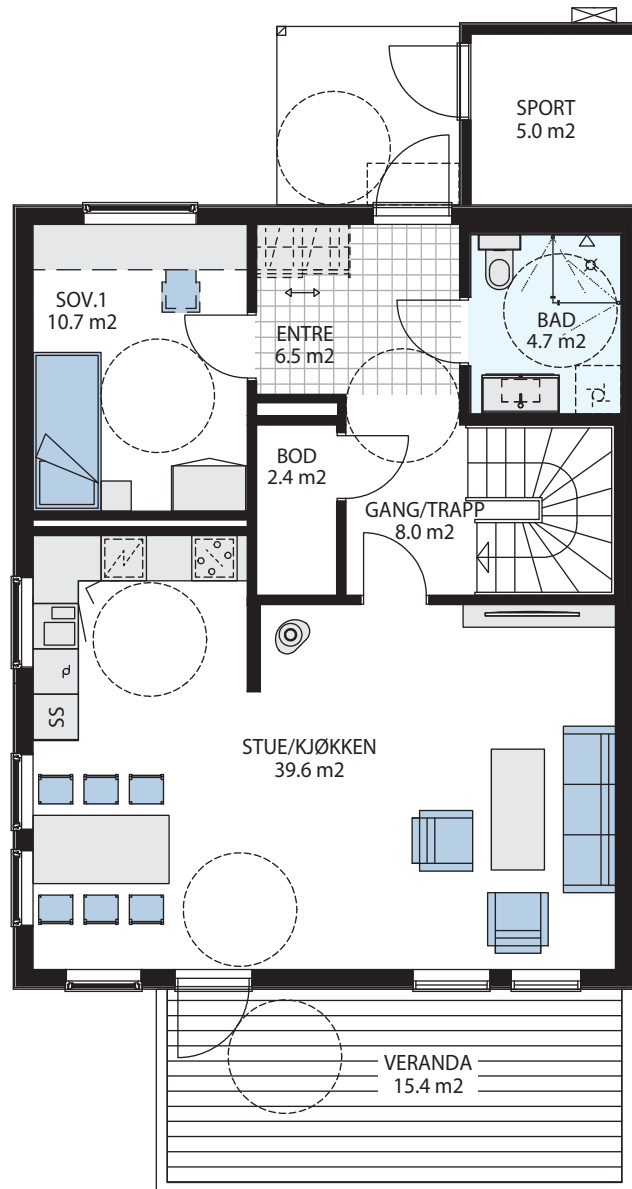 SPORT
5.0 m2
SOV.1
10.7 m2
ENTRE
6.5 m2
BAD
4.7 m2
BOD
2.4 m2
GANG/TRAPP
8.0 m2
SS
STUE/KJØKKEN
39.6 m2
VERANDA
15.4 m2